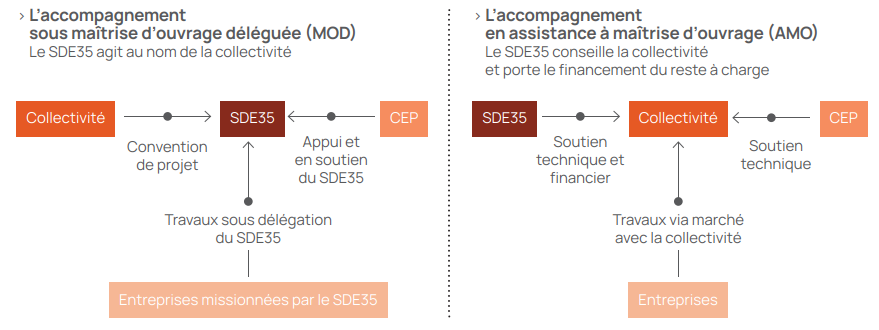 › L’accompagnement
sous maîtrise d’ouvrage déléguée (MOD)
Le SDE35 agit au nom de la collectivité
Collectivité
SDE35
CEP
Convention
de projet
Appui et
en soutien
du SDE35
Travaux sous délégation
du SDE35
Entreprises missionnées par le SDE35
› L’accompagnement
en assistance à maîtrise d’ouvrage (AMO)
Le SDE35 conseille la collectivité
et porte le financement du reste à charge
SDE35
Collectivité
CEP
Soutien
technique et
financier
Soutien
technique
Travaux via marché
avec la collectivité
Entreprises